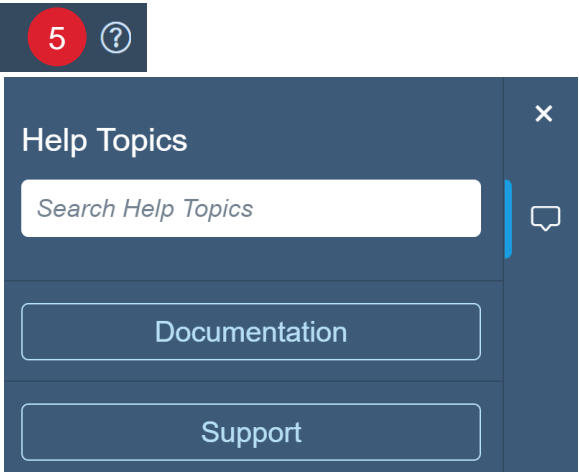 5 ?
Help Topics
Search Help Topics
Documentation
Support